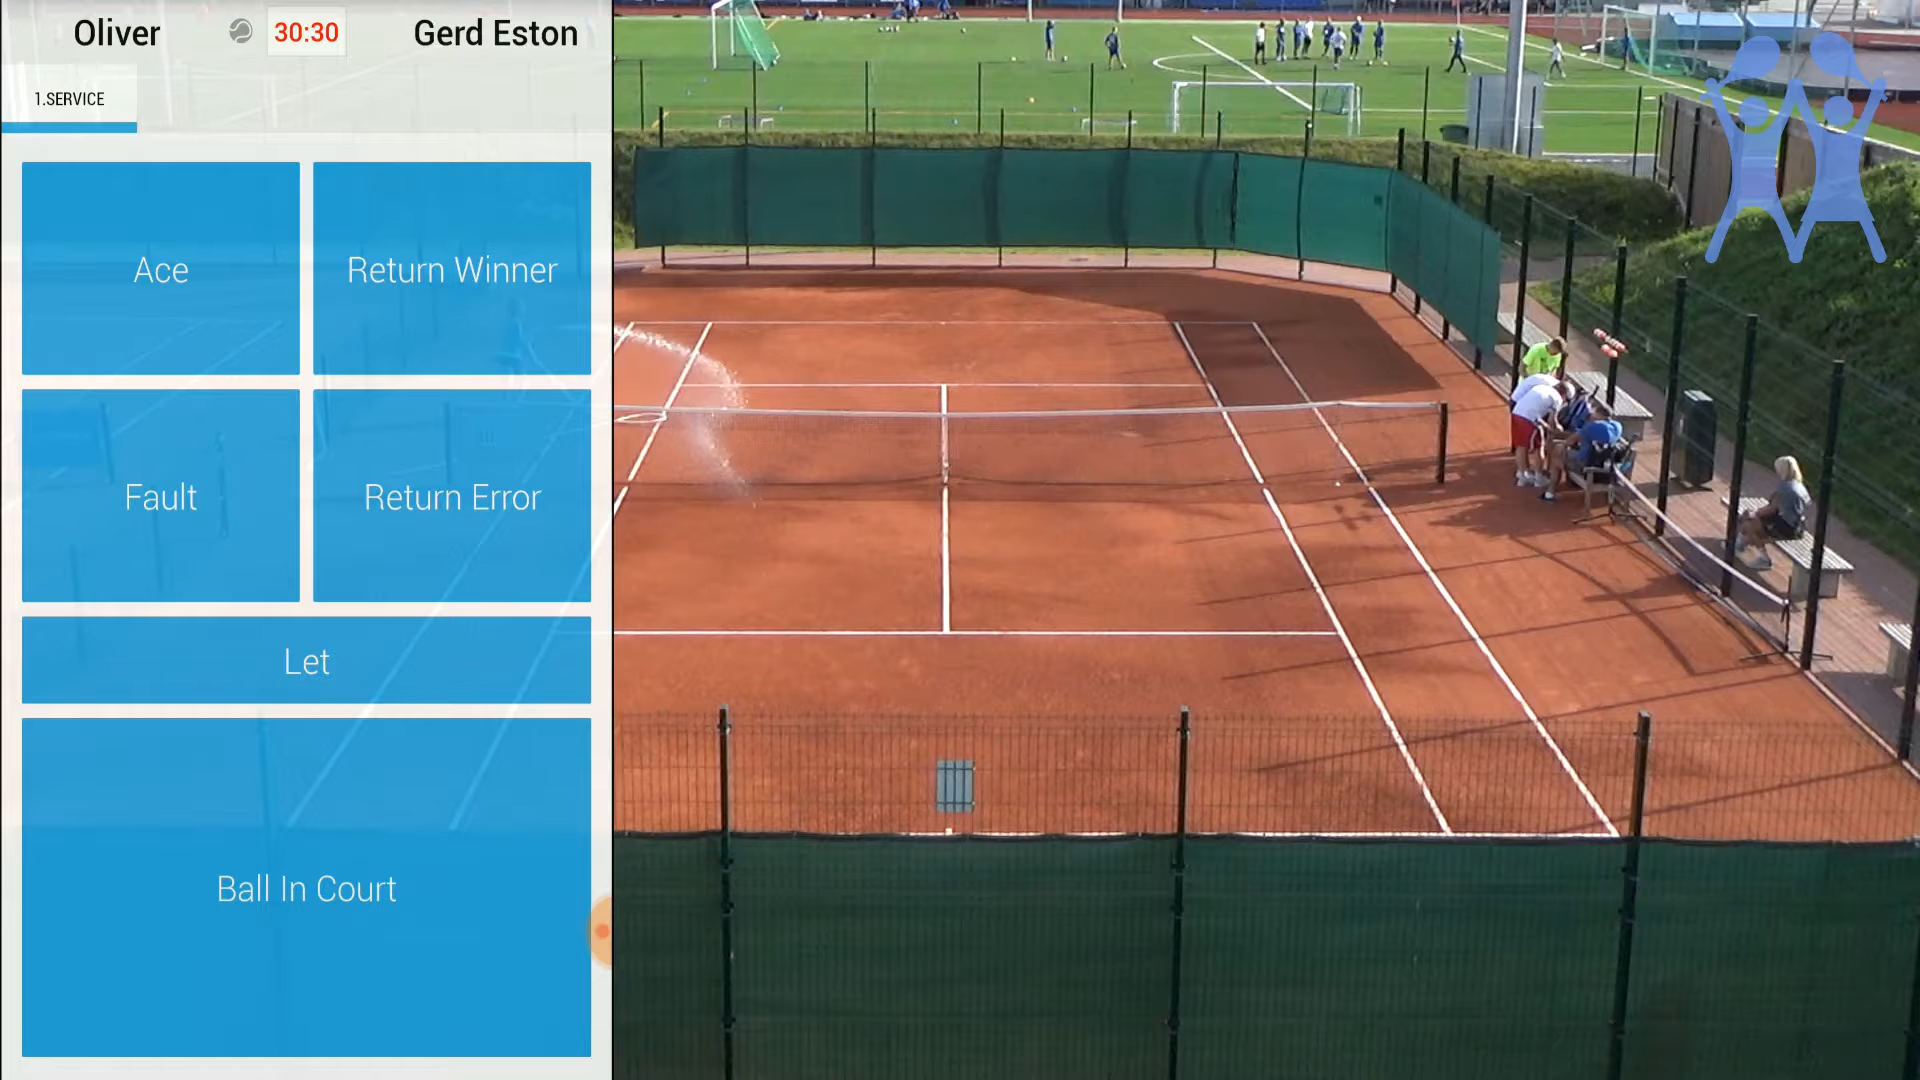 Oliver 30:30 Gerd Eston
1.SERVICE
Ace Return Winner
Fault Return Error
Let
Ball In Court